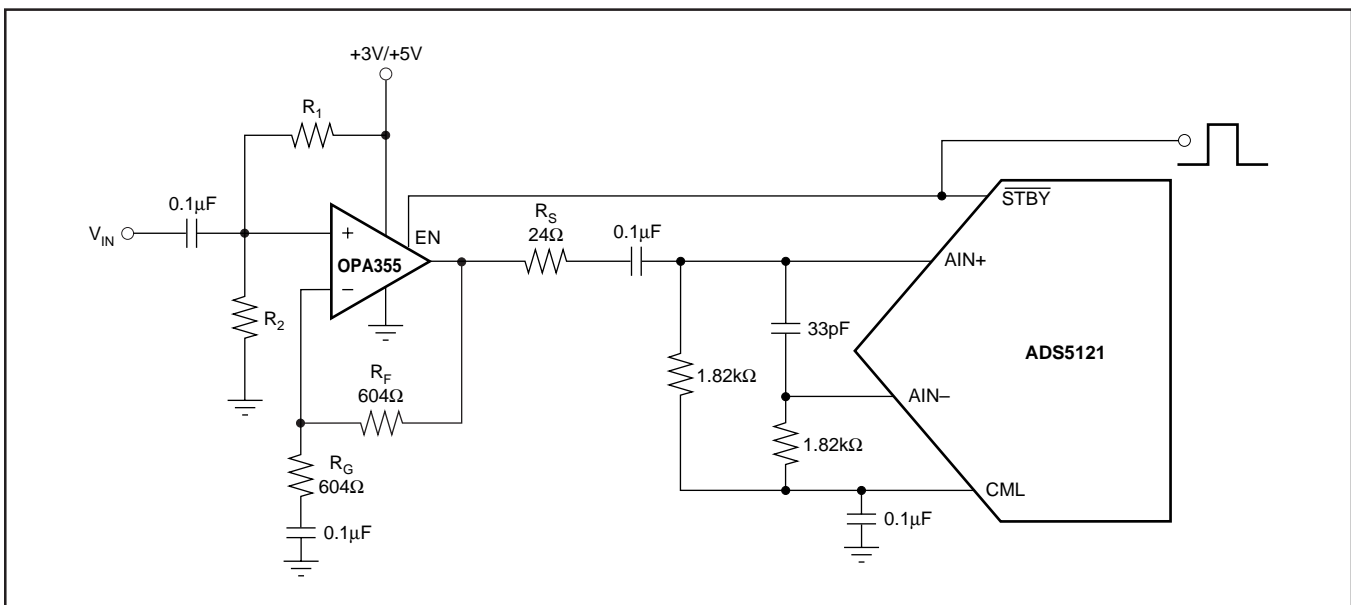 +3V/+5V
R1
0.1μF
VIN
+
EN
OPA355
–
R2
RS
24Ω
0.1μF
STBY
AIN+
33pF
ADS5121
1.82kΩ
AIN–
RF
604Ω
1.82kΩ
RG
604Ω
CML
0.1μF
0.1μF